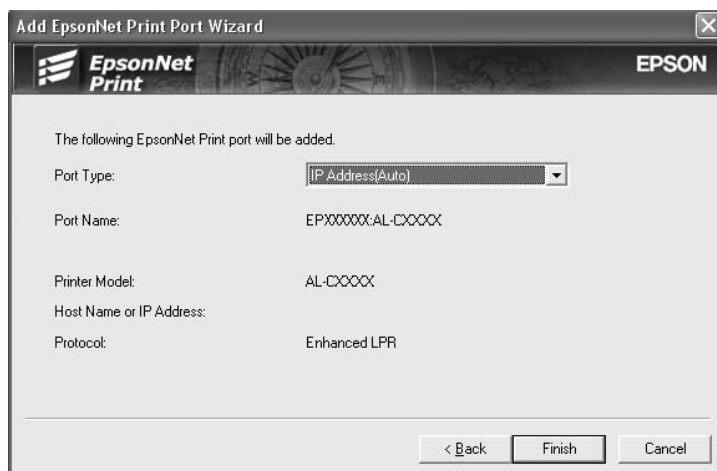 Add EpsonNet Print Port Wizard
EpsonNet
Print
EPSON
The following EpsonNet Print port will be added.
Port Type: IP Address(Auto)
Port Name: EPXXXXXX:AL-CXXXX
Printer Model: AL-CXXXX
Host Name or IP Address:
Protocol: Enhanced LPR
< Back Finish Cancel